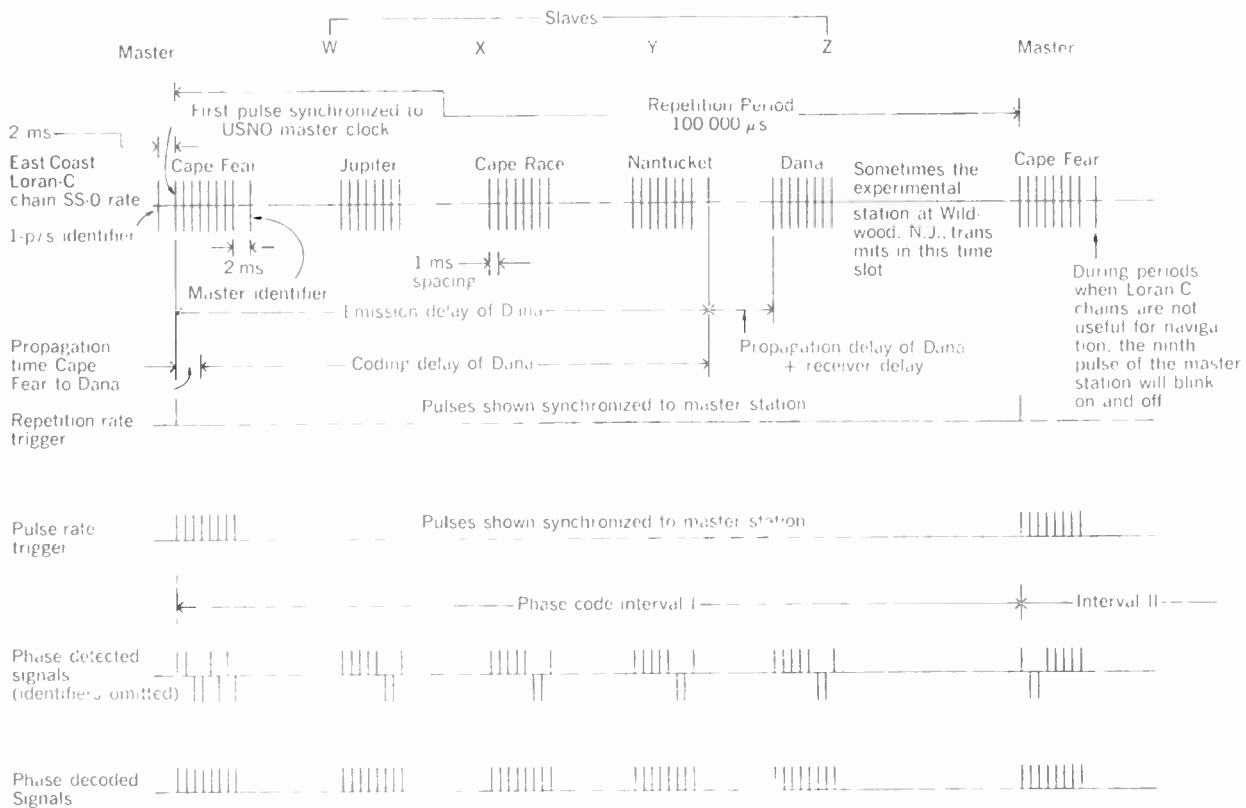 Slaves
W X Y Z
Master
Master
First pulse synchronized to
USNO master clock
Repetition Period
100 000 µs
2 ms
East Coast
Loran-C
chain SS-0 rate
Cape Fear
Jupiter
Cape Race
Nantucket
Dana
Sometimes the
experimental
station at Wild-
wood, N.J., trans
mits in this time
slot
Cape Fear
1-p/s identifier
2 ms
Master identifier
1 ms
spacing
Emission delay of Dana
During periods
when Loran C
chains are not
useful for naviga
tion, the ninth
pulse of the master
station will blink
on and off
Propagation
time Cape
Fear to Dana
Coding delay of Dana
Propagation delay of Dana
+ receiver delay
Repetition rate
trigger
Pulses shown synchronized to master station
Pulse rate
trigger
Pulses shown synchronized to master station
Phase code interval I
Interval II
Phase detected
signals
(identifiers omitted)
Phase decoded
Signals